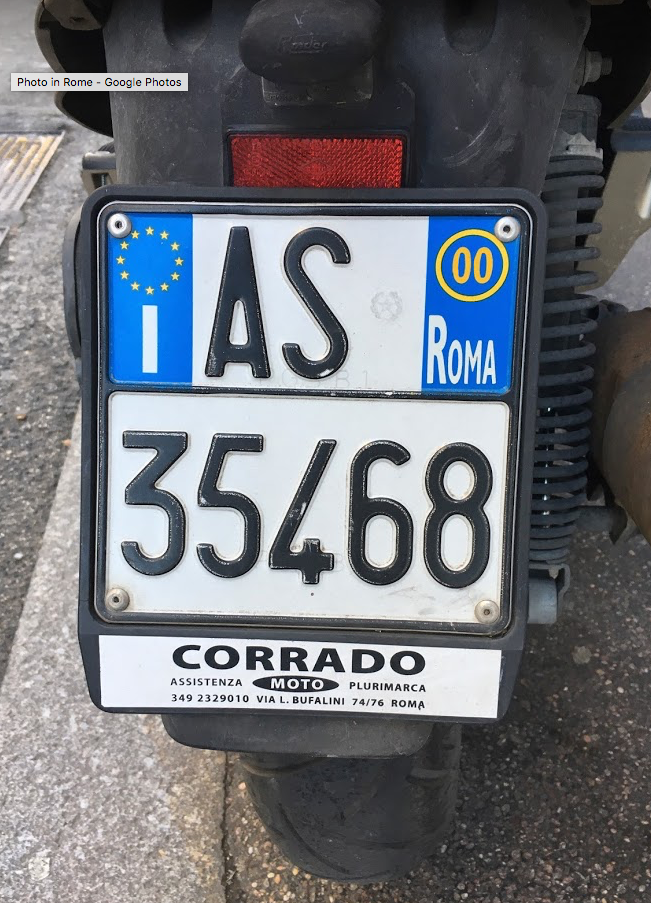 Photo in Rome - Google Photos
I
AS
00
ROMA
35468
CORRADO
ASSISTENZA MOTO PLURIMARCA
349 2329010 VIA L. BUFALINI 74/76 ROMA